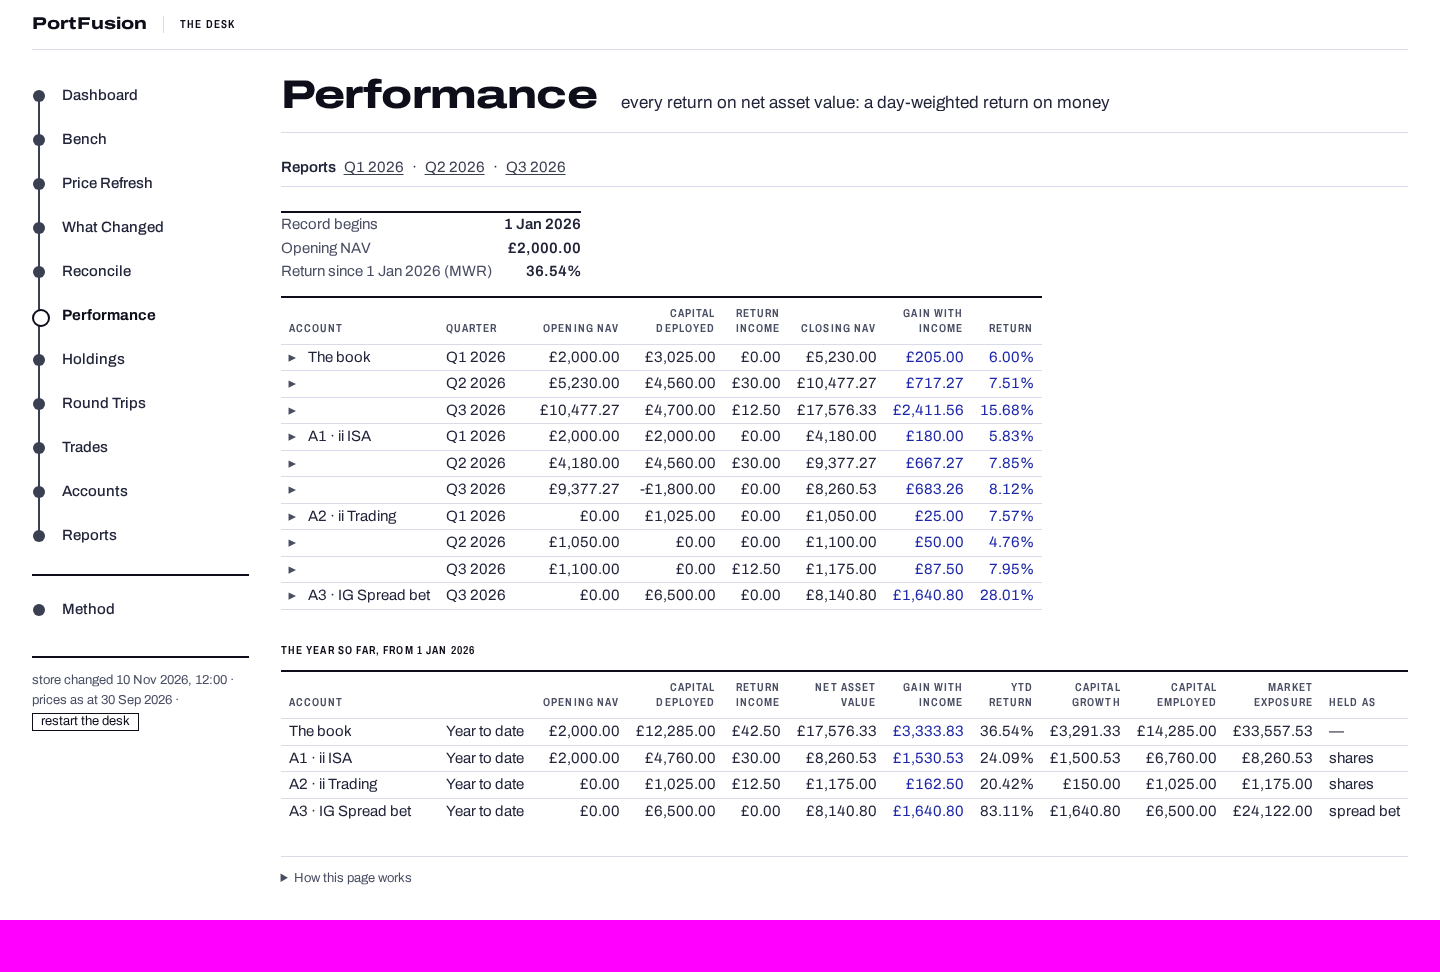 PortFusion THE DESK
Dashboard
Bench
Price Refresh
What Changed
Reconcile
Performance
Holdings
Round Trips
Trades
Accounts
Reports
Method
store changed 10 Nov 2026, 12:00 ·
prices as at 30 Sep 2026 ·
restart the desk
Performance every return on net asset value: a day-weighted return on money
Reports Q1 2026 · Q2 2026 · Q3 2026
Record begins 1 Jan 2026
Opening NAV £2,000.00
Return since 1 Jan 2026 (MWR) 36.54%
ACCOUNT QUARTER OPENING NAV CAPITAL DEPLOYED RETURN INCOME CLOSING NAV GAIN WITH INCOME RETURN
▸ The book Q1 2026 £2,000.00 £3,025.00 £0.00 £5,230.00 £205.00 6.00%
▸ Q2 2026 £5,230.00 £4,560.00 £30.00 £10,477.27 £717.27 7.51%
▸ Q3 2026 £10,477.27 £4,700.00 £12.50 £17,576.33 £2,411.56 15.68%
▸ A1 · ii ISA Q1 2026 £2,000.00 £2,000.00 £0.00 £4,180.00 £180.00 5.83%
▸ Q2 2026 £4,180.00 £4,560.00 £30.00 £9,377.27 £667.27 7.85%
▸ Q3 2026 £9,377.27 -£1,800.00 £0.00 £8,260.53 £683.26 8.12%
▸ A2 · ii Trading Q1 2026 £0.00 £1,025.00 £0.00 £1,050.00 £25.00 7.57%
▸ Q2 2026 £1,050.00 £0.00 £0.00 £1,100.00 £50.00 4.76%
▸ Q3 2026 £1,100.00 £0.00 £12.50 £1,175.00 £87.50 7.95%
▸ A3 · IG Spread bet Q3 2026 £0.00 £6,500.00 £0.00 £8,140.80 £1,640.80 28.01%
THE YEAR SO FAR, FROM 1 JAN 2026
ACCOUNT OPENING NAV CAPITAL DEPLOYED RETURN INCOME NET ASSET VALUE GAIN WITH INCOME YTD RETURN CAPITAL GROWTH CAPITAL EMPLOYED MARKET EXPOSURE HELD AS
The book Year to date £2,000.00 £12,285.00 £42.50 £17,576.33 £3,333.83 36.54% £3,291.33 £14,285.00 £33,557.53 —
A1 · ii ISA Year to date £2,000.00 £4,760.00 £30.00 £8,260.53 £1,530.53 24.09% £1,500.53 £6,760.00 £8,260.53 shares
A2 · ii Trading Year to date £0.00 £1,025.00 £12.50 £1,175.00 £162.50 20.42% £150.00 £1,025.00 £1,175.00 shares
A3 · IG Spread bet Year to date £0.00 £6,500.00 £0.00 £8,140.80 £1,640.80 83.11% £1,640.80 £6,500.00 £24,122.00 spread bet
▸ How this page works